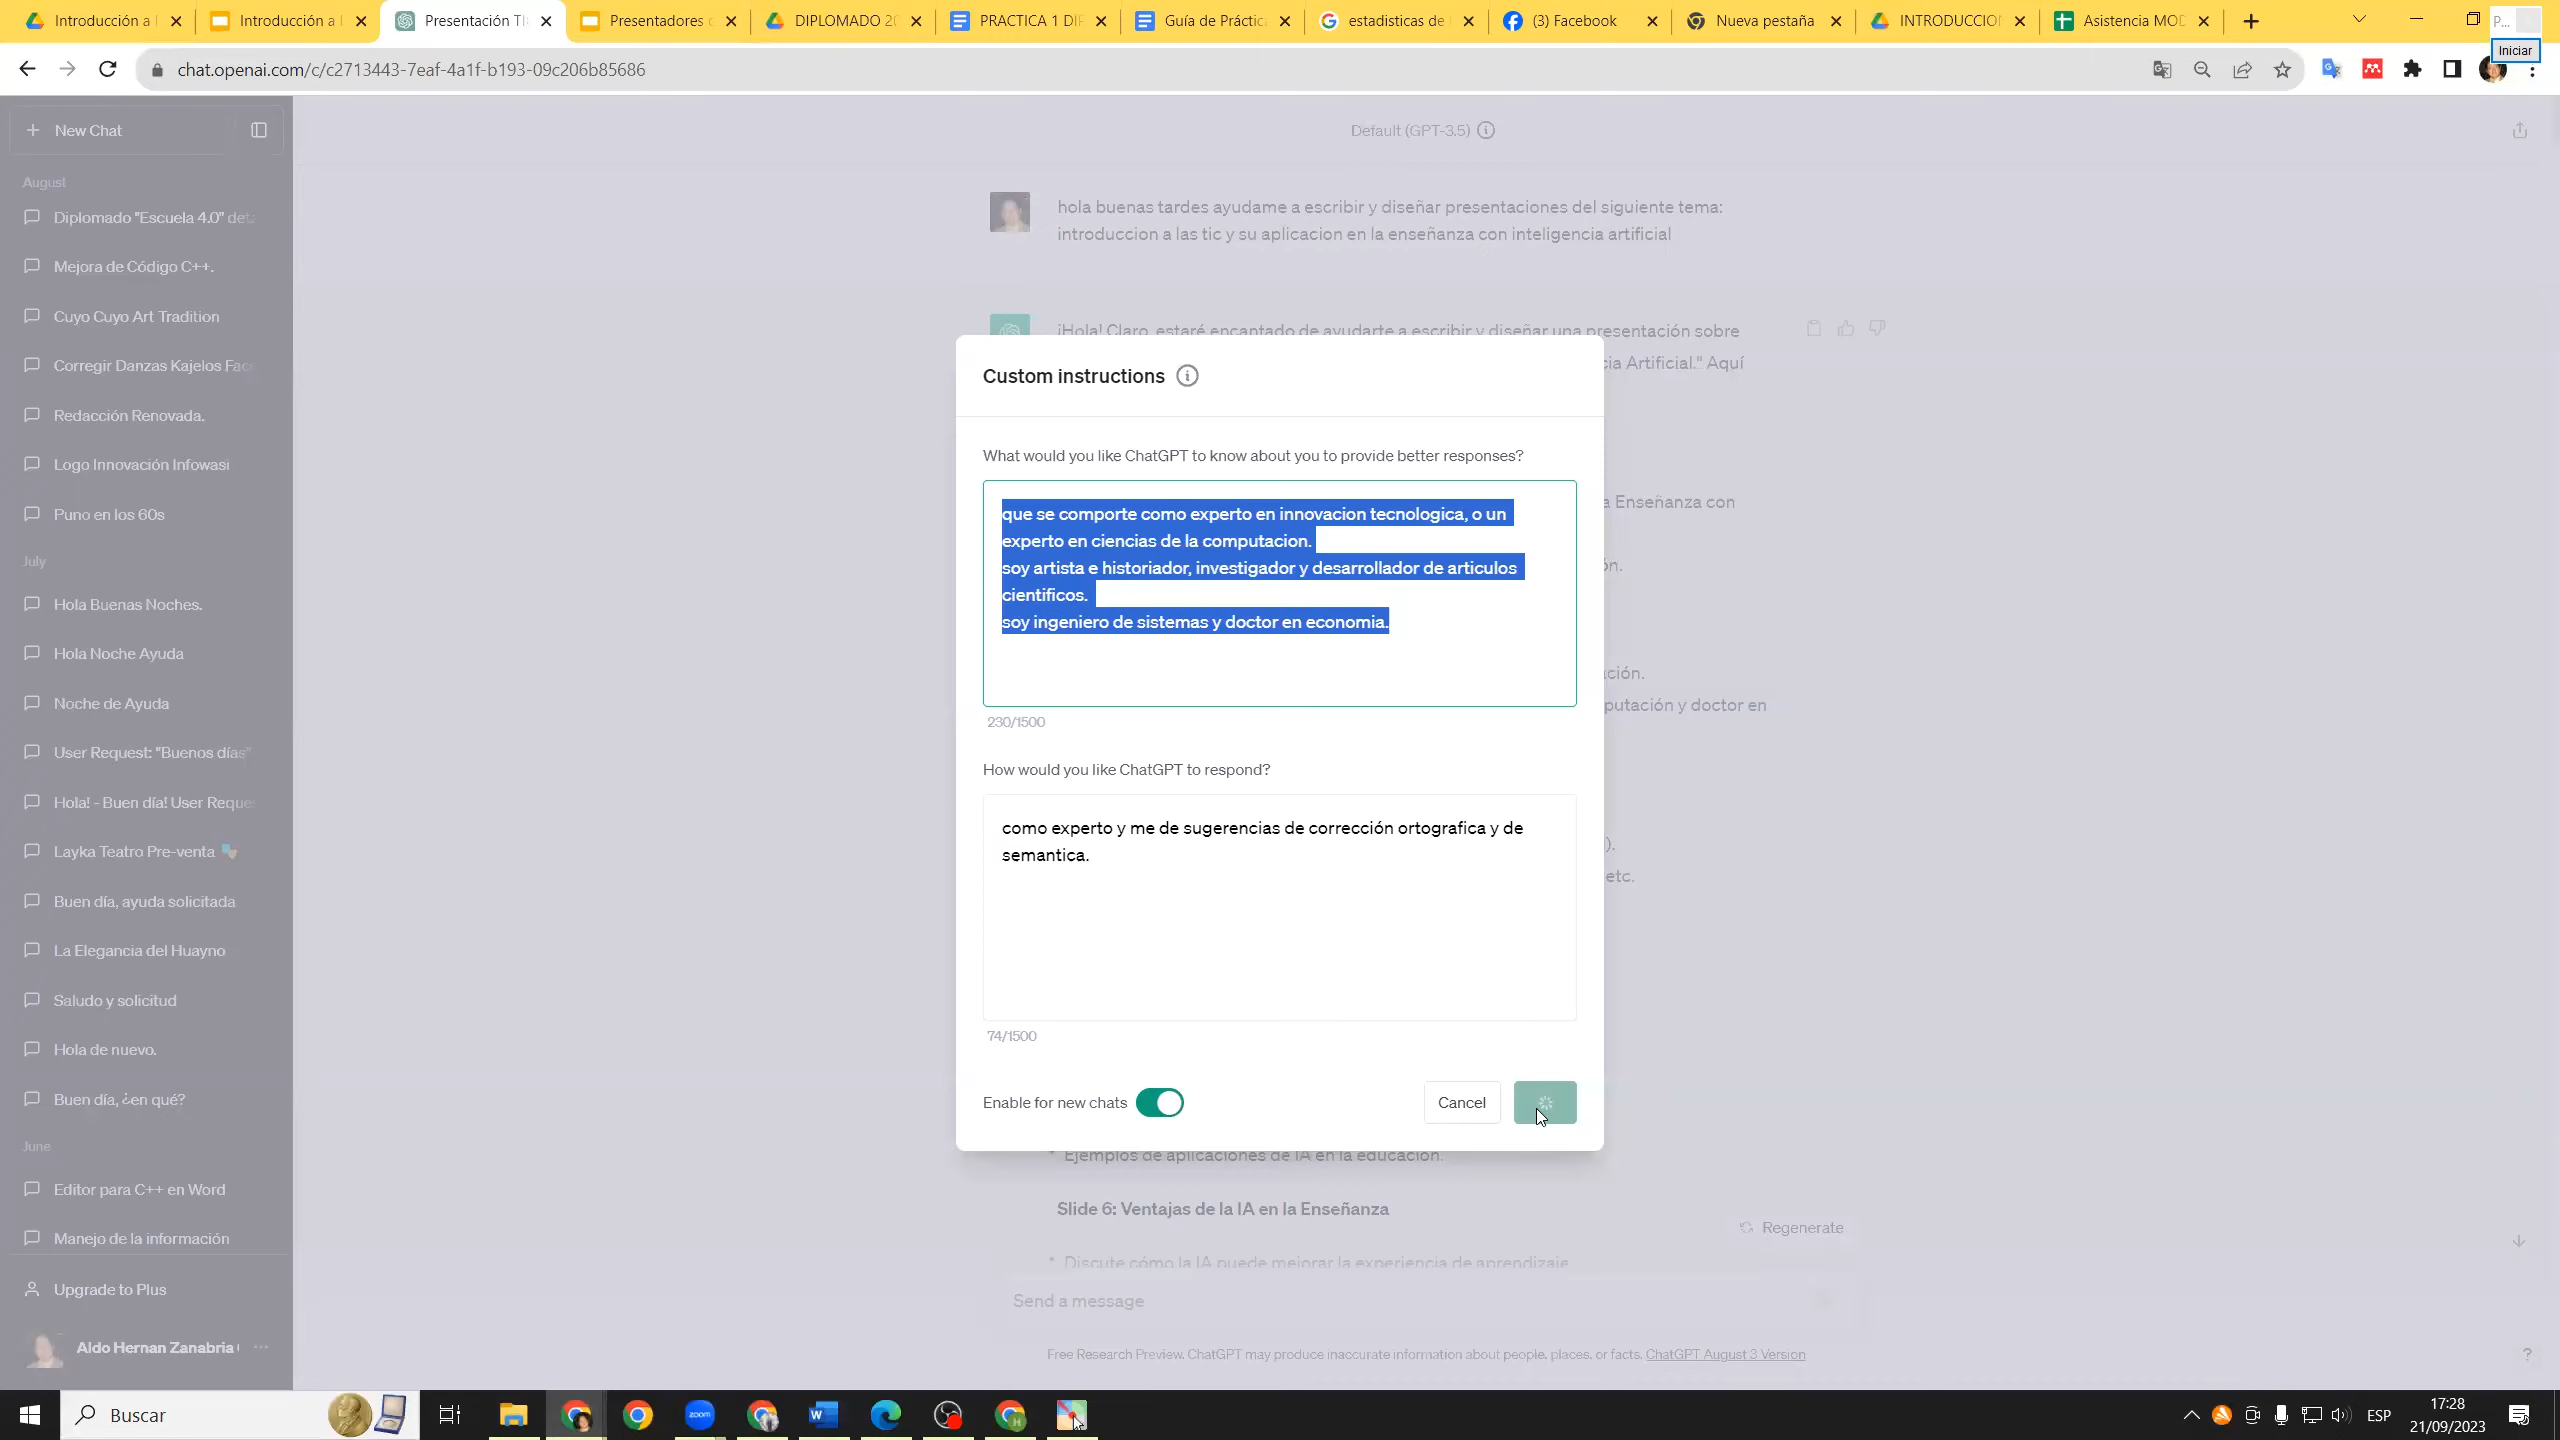 Introducción a l
Introducción a l
Presentación TI
Presentadores d
DIPLOMADO 20
PRACTICA 1 DIP
Guía de Práctic
estadisticas de
(3) Facebook
Nueva pestaña
INTRODUCCIO
Asistencia MOD
P...
Iniciar
chat.openai.com/c/c2713443-7eaf-4a1f-b193-09c206b85686
New Chat
Default (GPT-3.5)
August
Diplomado "Escuela 4.0" deta
Mejora de Código C++.
Cuyo Cuyo Art Tradition
Corregir Danzas Kajelos Face
Redacción Renovada.
Logo Innovación Infowasi
Puno en los 60s
July
Hola Buenas Noches.
Hola Noche Ayuda
Noche de Ayuda
User Request: "Buenos días"
Hola! - Buen día! User Reques
Layka Teatro Pre-venta
Buen día, ayuda solicitada
La Elegancia del Huayno
Saludo y solicitud
Hola de nuevo.
Buen día, ¿en qué?
June
Editor para C++ en Word
Manejo de la información
Upgrade to Plus
Aldo Hernan Zanabria
hola buenas tardes ayudame a escribir y diseñar presentaciones del siguiente tema:
introduccion a las tic y su aplicacion en la enseñanza con inteligencia artificial
¡Hola! Claro, estaré encantado de ayudarte a escribir y diseñar una presentación sobre
cia Artificial." Aquí
a Enseñanza con
ón.
ción.
putación y doctor en
).
etc.
Custom instructions
What would you like ChatGPT to know about you to provide better responses?
que se comporte como experto en innovacion tecnologica, o un
experto en ciencias de la computacion.
soy artista e historiador, investigador y desarrollador de articulos
cientificos.
soy ingeniero de sistemas y doctor en economia.
230/1500
How would you like ChatGPT to respond?
como experto y me de sugerencias de corrección ortografica y de
semantica.
74/1500
Enable for new chats
Cancel
Ejemplos de aplicaciones de IA en la educación.
Slide 6: Ventajas de la IA en la Enseñanza
Regenerate
Discute cómo la IA puede mejorar la experiencia de aprendizaje
Send a message
Free Research Preview. ChatGPT may produce inaccurate information about people, places, or facts. ChatGPT August 3 Version
?
Buscar
zoom
ESP
17:28
21/09/2023